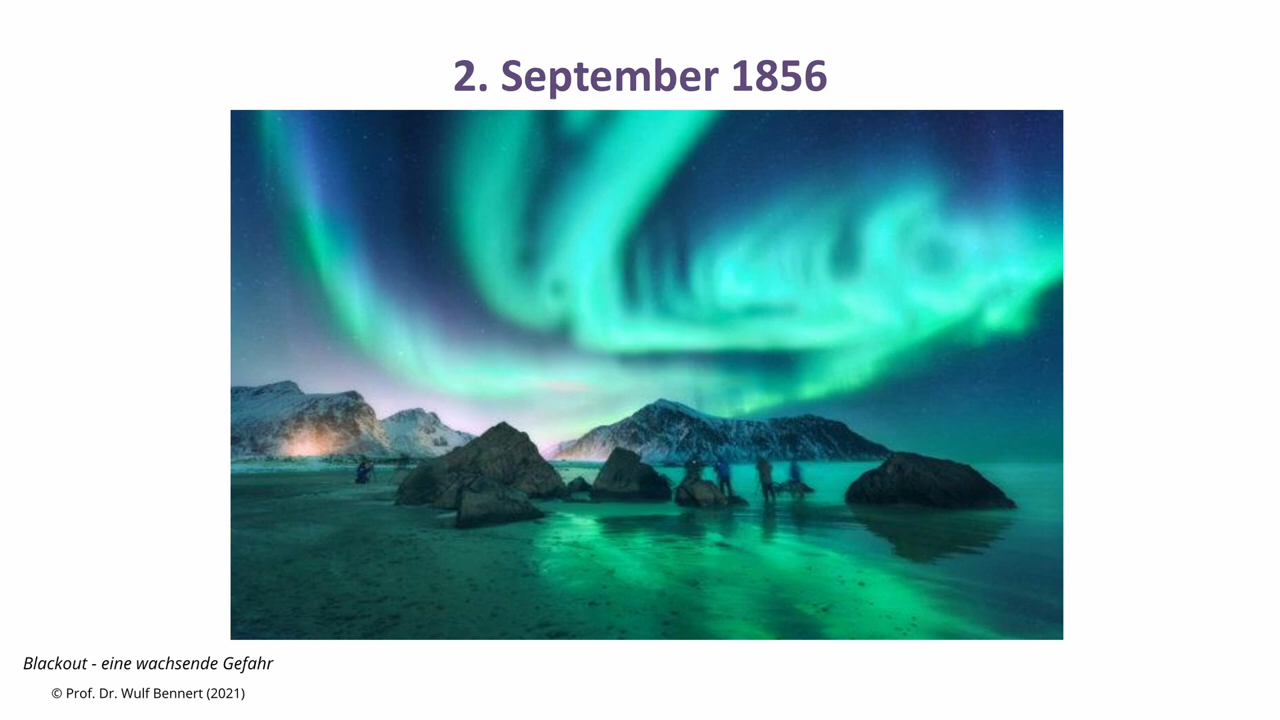 2. September 1856
Blackout - eine wachsende Gefahr
© Prof. Dr. Wulf Bennert (2021)